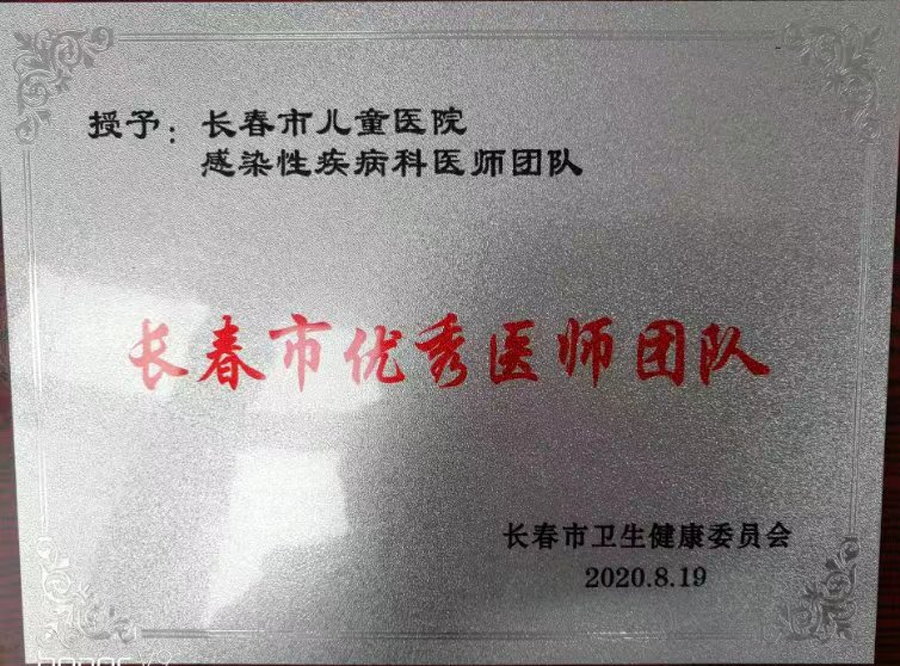 授予：长春市儿童医院
感染性疾病科医师团队
长春市优秀医师团队
长春市卫生健康委员会
2020.8.19